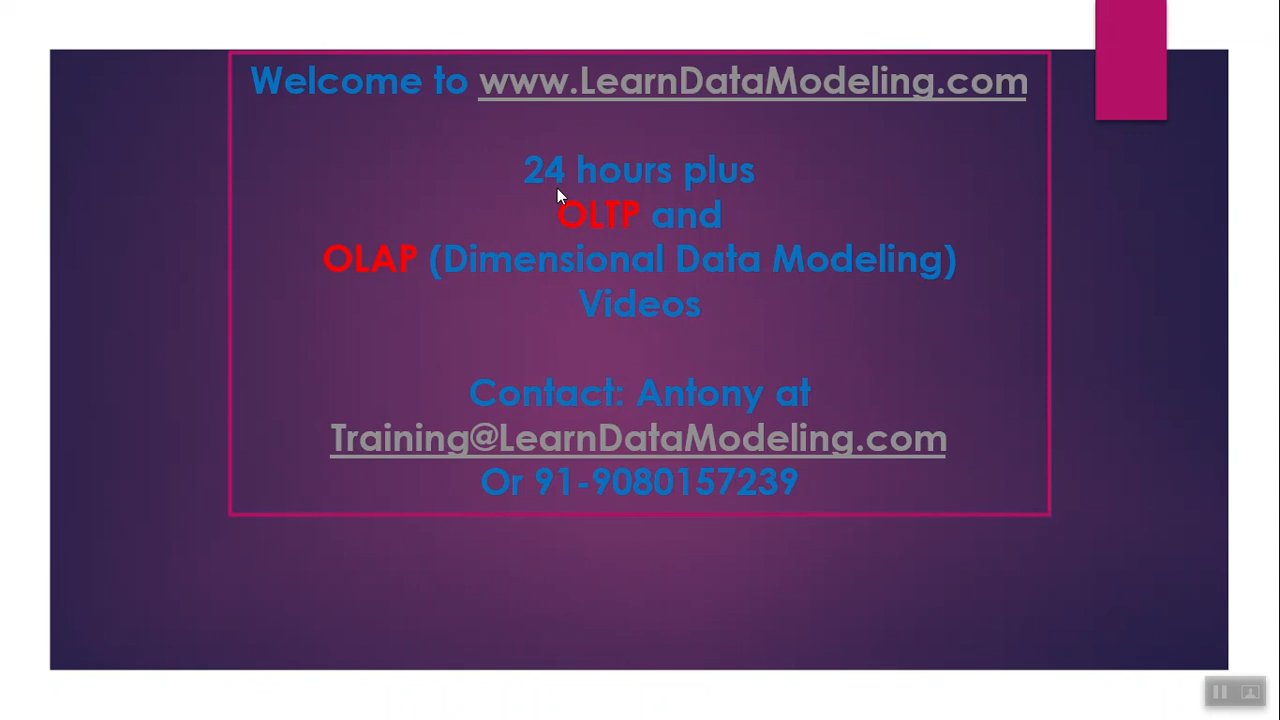 Welcome to www.LearnDataModeling.com
24 hours plus
OLTP and
OLAP (Dimensional Data Modeling)
Videos
Contact: Antony at
Training@LearnDataModeling.com
Or 91-9080157239